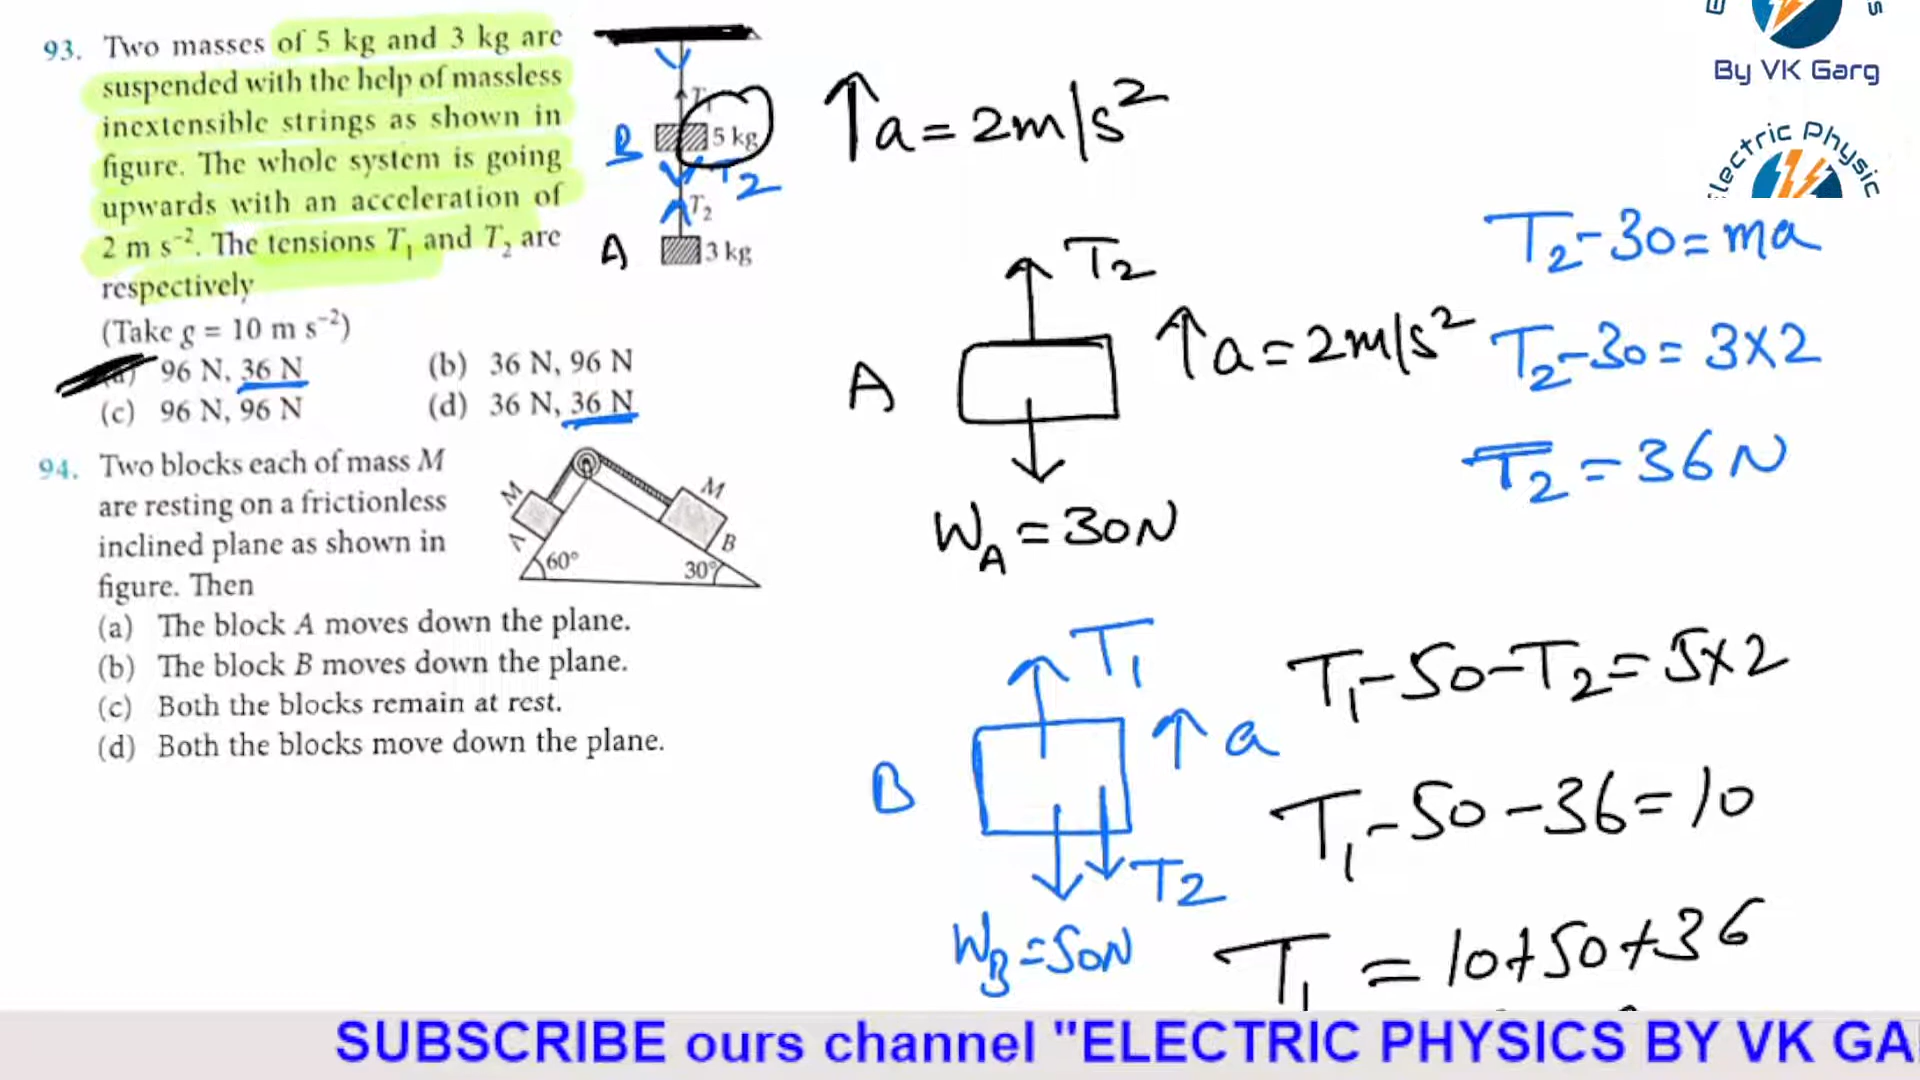 By VK Garg
Electric Physic
93. Two masses of 5 kg and 3 kg are
suspended with the help of massless
inextensible strings as shown in
figure. The whole system is going
upwards with an acceleration of
2 m s⁻². The tensions T₁ and T₂ are
respectively
(Take g = 10 m s⁻²)
(a) 96 N, 36 N (b) 36 N, 96 N
(c) 96 N, 96 N (d) 36 N, 36 N
T₁
B 5 kg
T₂
T₂
A 3 kg
↑a = 2m/s²
T₂
A ↑a = 2m/s²
W_A = 30N
T₂-30 = ma
T₂-30 = 3×2
T₂ = 36N
94. Two blocks each of mass M
are resting on a frictionless
inclined plane as shown in
figure. Then
(a) The block A moves down the plane.
(b) The block B moves down the plane.
(c) Both the blocks remain at rest.
(d) Both the blocks move down the plane.
M M
A B
60° 30°
T₁
B ↑a
T₂
W_B = 50N
T₁-50-T₂ = 5×2
T₁-50-36 = 10
T₁ = 10+50+36
SUBSCRIBE ours channel "ELECTRIC PHYSICS BY VK GA